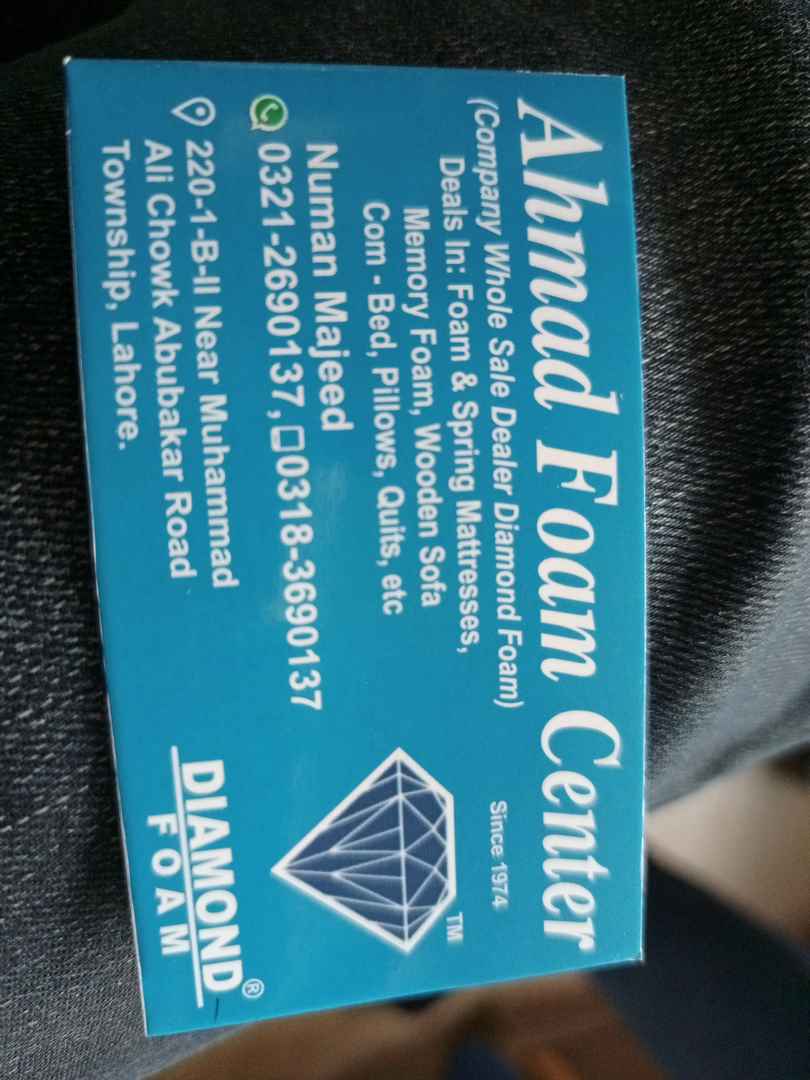 Ahmad Foam Center
(Company Whole Sale Dealer Diamond Foam)
Since 1974
Deals In: Foam & Spring Mattresses,
Memory Foam, Wooden Sofa
Com - Bed, Pillows, Quits, etc
TM
Numan Majeed
0321-2690137,□0318-3690137
220-1-B-II Near Muhammad
Ali Chowk Abubakar Road
Township, Lahore.
DIAMOND®
FOAM